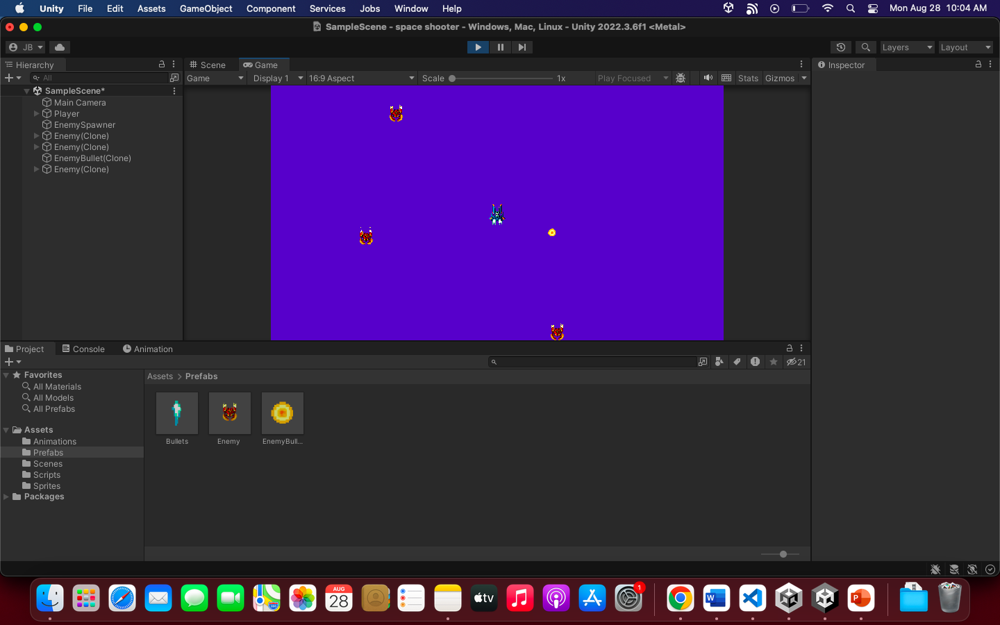 Unity File Edit Assets GameObject Component Services Jobs Window Help Mon Aug 28 10:04 AM
SampleScene - space shooter - Windows, Mac, Linux - Unity 2022.3.6f1 <Metal>
JB Layers Layout
Hierarchy Scene Game Inspector
All Game Display 1 16:9 Aspect Scale 1x Play Focused Stats Gizmos
SampleScene*
Main Camera
Player
EnemySpawner
Enemy(Clone)
Enemy(Clone)
EnemyBullet(Clone)
Enemy(Clone)
Project Console Animation
21
Favorites
All Materials
All Models
All Prefabs
Assets
Animations
Prefabs
Scenes
Scripts
Sprites
Packages
Assets > Prefabs
Bullets Enemy EnemyBull...
AUG
28
tv
1
W
P